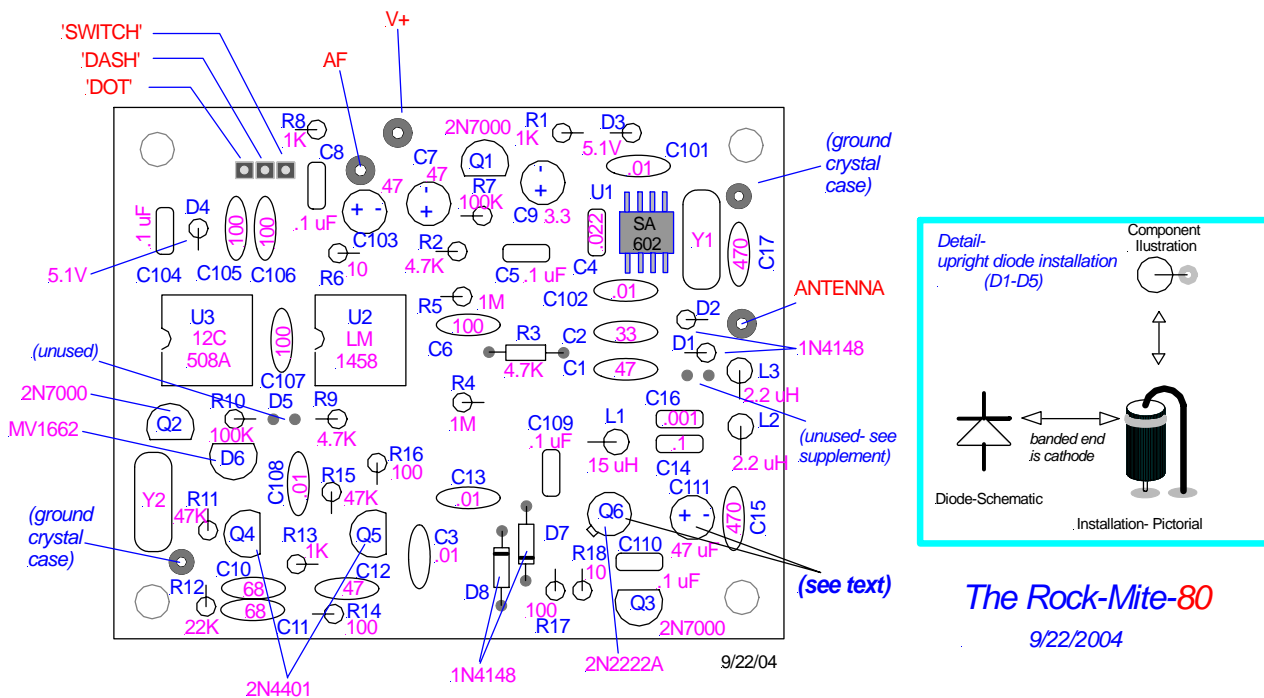 'SWITCH'
'DASH'
'DOT'
AF
V+
R8
1K
C8
.1 uF
C7
47
47
C103
2N7000
Q1
R7
100K
R1
1K
D3
5.1V
C101
.01
C9
3.3
U1
SA
602
.022
C4
Y1
470
C17
(ground
crystal
case)
.1 uF
C104
D4
5.1V
100
C105
100
C106
R6
10
R2
4.7K
C5
.1 uF
C102
.01
R5
1M
100
C6
R3
4.7K
C2
33
C1
47
D2
D1
1N4148
ANTENNA
U3
12C
508A
100
C107
U2
LM
1458
(unused)
2N7000
Q2
MV1662
R10
100K
D5
R9
4.7K
D6
R4
1M
C109
.1 uF
L1
15 uH
C16
.001
.1
C14
L3
2.2 uH
L2
2.2 uH
(unused- see
supplement)
Y2
R11
47K
C108
.01
R15
47K
R16
100
C13
.01
Q4
R13
1K
Q5
C3
.01
D7
D8
Q6
C111
47 uF
470
C15
R18
10
C110
.1 uF
(see text)
(ground
crystal
case)
R12
22K
C10
68
68
C11
C12
47
R14
100
100
R17
Q3
2N7000
2N4401
1N4148
2N2222A
9/22/04
Detail-
upright diode installation
(D1-D5)
Component
Ilustration
banded end
is cathode
Diode-Schematic
Installation- Pictorial
The Rock-Mite-80
9/22/2004